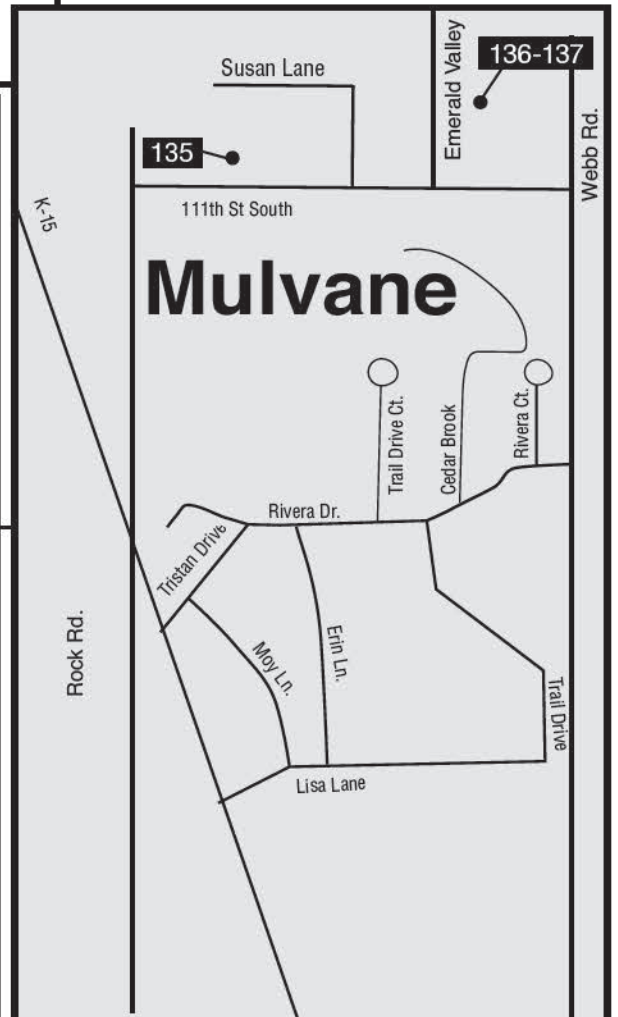 Emerald Valley
136-137
Susan Lane
Webb Rd.
135
K-15
111th St South
Mulvane
Trail Drive Ct.
Cedar Brook
Rivera Ct.
Rivera Dr.
Tristan Drive
Rock Rd.
Moy Ln.
Erin Ln.
Trail Drive
Lisa Lane